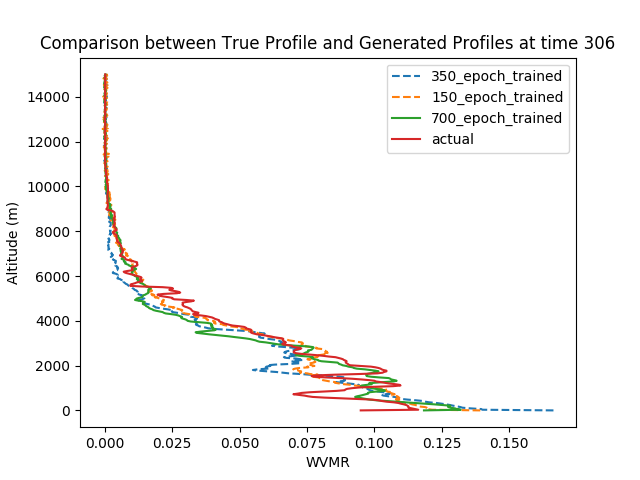 Comparison between True Profile and Generated Profiles at time 306
350_epoch_trained
150_epoch_trained
700_epoch_trained
actual
Altitude (m)
14000
12000
10000
8000
6000
4000
2000
0
0.000 0.025 0.050 0.075 0.100 0.125 0.150
WVMR